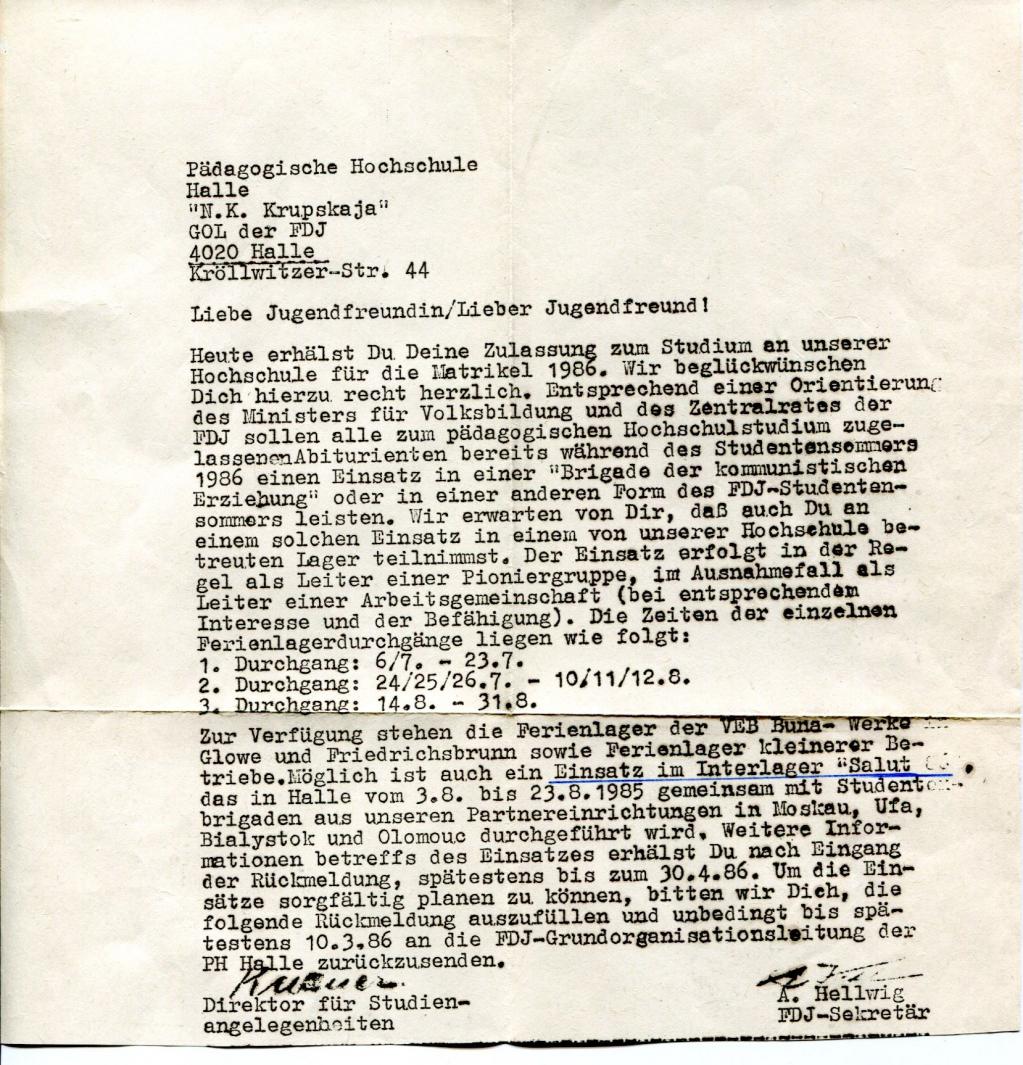 Pädagogische Hochschule
Halle
"N.K. Krupskaja"
GOL der FDJ
4020 Halle
Kröllwitzer-Str. 44
Liebe Jugendfreundin/Lieber Jugendfreund!
Heute erhälst Du Deine Zulassung zum Studium an unserer
Hochschule für die Matrikel 1986. Wir beglückwünschen
Dich hierzu recht herzlich. Entsprechend einer Orientierung
des Ministers für Volksbildung und des Zentralrates der
FDJ sollen alle zum pädagogischen Hochschulstudium zuge-
lassenenAbiturienten bereits während des Studentensommers
1986 einen Einsatz in einer "Brigade der kommunistischen
Erziehung" oder in einer anderen Form des FDJ-Studenten-
sommers leisten. Wir erwarten von Dir, daß auch Du an
einem solchen Einsatz in einem von unserer Hochschule be-
treuten Lager teilnimmst. Der Einsatz erfolgt in der Re-
gel als Leiter einer Pioniergruppe, im Ausnahmefall als
Leiter einer Arbeitsgemeinschaft (bei entsprechendem
Interesse und der Befähigung). Die Zeiten der einzelnen
Ferienlagerdurchgänge liegen wie folgt:
1. Durchgang: 6/7. - 23.7.
2. Durchgang: 24/25/26.7. - 10/11/12.8.
3. Durchgang: 14.8. - 31.8.
Zur Verfügung stehen die Ferienlager der VEB Buna- Werke in
Glowe und Friedrichsbrunn sowie Ferienlager kleinerer Be-
triebe.Möglich ist auch ein Einsatz im Interlager "Salut
das in Halle vom 3.8. bis 23.8.1985 gemeinsam mit Studenten-
brigaden aus unseren Partnereinrichtungen in Moskau, Ufa,
Bialystok und Olomouc durchgeführt wird. Weitere Infor-
mationen betreffs des Einsatzes erhälst Du nach Eingang
der Rückmeldung, spätestens bis zum 30.4.86. Um die Ein-
sätze sorgfältig planen zu können, bitten wir Dich, die
folgende Rückmeldung auszufüllen und unbedingt bis spä-
testens 10.3.86 an die FDJ-Grundorganisationsleitung der
PH Halle zurückzusenden.
Direktor für Studien-
angelegenheiten
A. Hellwig
FDJ-Sekretär